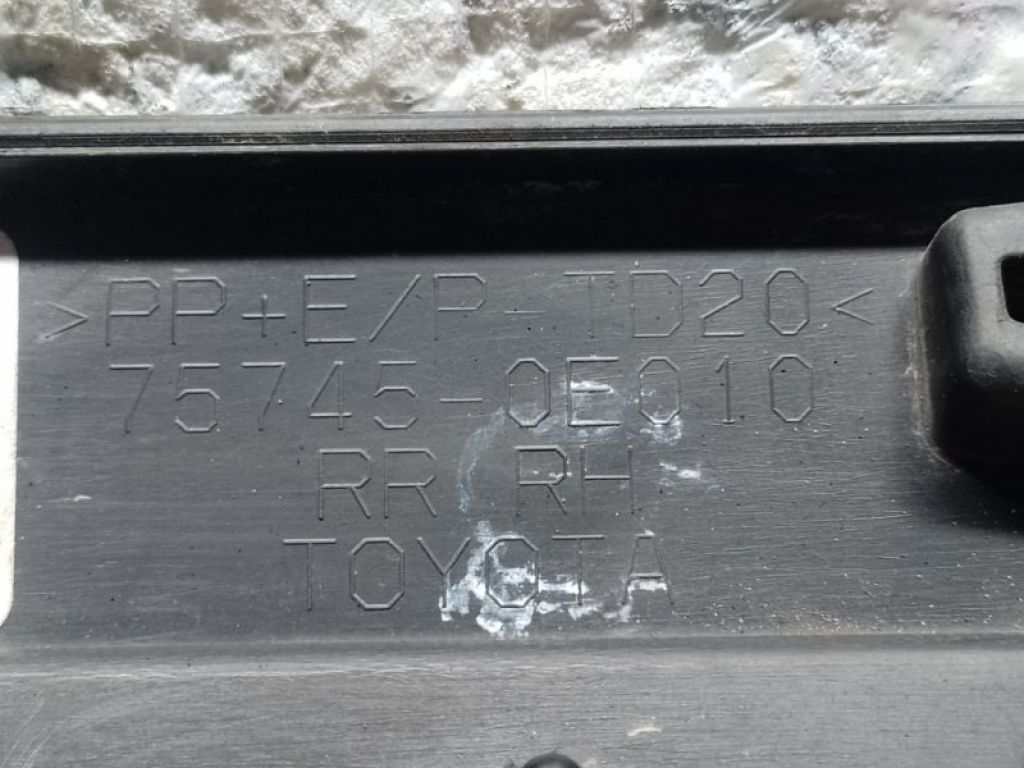 >PP+E/P-TD20<
75745-0E010
RR RH
TOYOTA